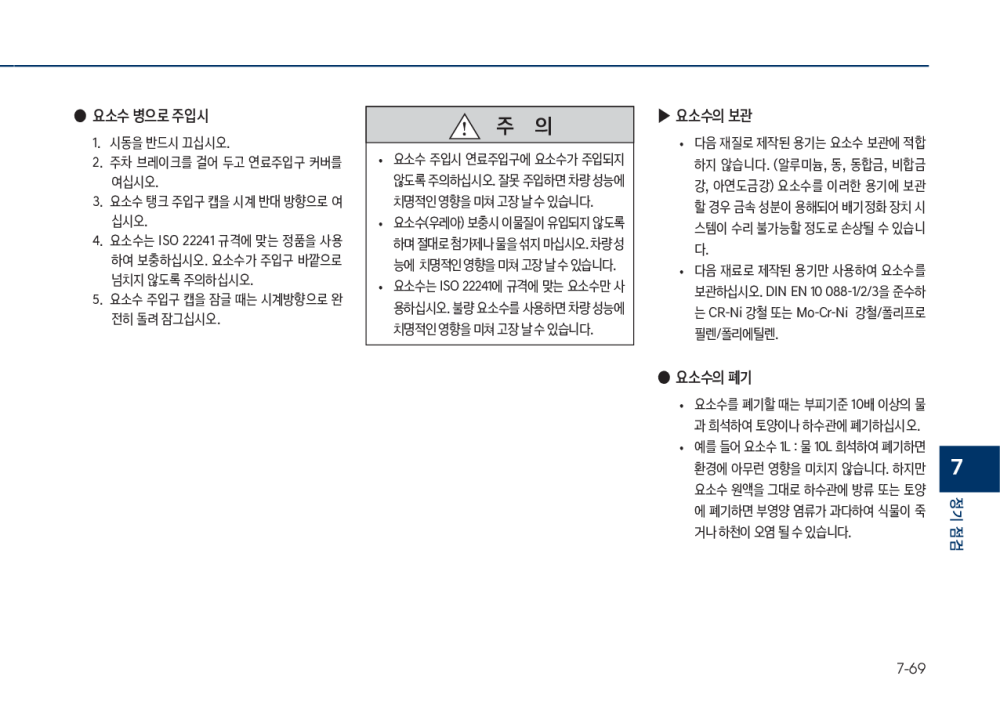 ● 요소수 병으로 주입시
1. 시동을 반드시 끄십시오.
2. 주차 브레이크를 걸어 두고 연료주입구 커버를
여십시오.
3. 요소수 탱크 주입구 캡을 시계 반대 방향으로 여
십시오.
4. 요소수는 ISO 22241 규격에 맞는 정품을 사용
하여 보충하십시오. 요소수가 주입구 바깥으로
넘치지 않도록 주의하십시오.
5. 요소수 주입구 캡을 잠글 때는 시계방향으로 완
전히 돌려 잠그십시오.
주 의
• 요소수 주입시 연료주입구에 요소수가 주입되지
않도록 주의하십시오. 잘못 주입하면 차량 성능에
치명적인 영향을 미쳐 고장 날 수 있습니다.
• 요소수(우레아) 보충시 이물질이 유입되지 않도록
하며 절대로 첨가제나 물을 섞지 마십시오. 차량 성
능에 치명적인 영향을 미쳐 고장 날 수 있습니다.
• 요소수는 ISO 22241에 규격에 맞는 요소수만 사
용하십시오. 불량 요소수를 사용하면 차량 성능에
치명적인 영향을 미쳐 고장 날 수 있습니다.
▶ 요소수의 보관
• 다음 재질로 제작된 용기는 요소수 보관에 적합
하지 않습니다. (알루미늄, 동, 동합금, 비합금
강, 아연도금강) 요소수를 이러한 용기에 보관
할 경우 금속 성분이 용해되어 배기정화 장치 시
스템이 수리 불가능할 정도로 손상될 수 있습니
다.
• 다음 재료로 제작된 용기만 사용하여 요소수를
보관하십시오. DIN EN 10 088-1/2/3을 준수하
는 CR-Ni 강철 또는 Mo-Cr-Ni 강철/폴리프로
필렌/폴리에틸렌.
● 요소수의 폐기
• 요소수를 폐기할 때는 부피기준 10배 이상의 물
과 희석하여 토양이나 하수관에 폐기하십시오.
• 예를 들어 요소수 1L : 물 10L 희석하여 폐기하면
환경에 아무런 영향을 미치지 않습니다. 하지만
요소수 원액을 그대로 하수관에 방류 또는 토양
에 폐기하면 부영양 염류가 과다하여 식물이 죽
거나 하천이 오염 될 수 있습니다.
7
정기 점검
7-69